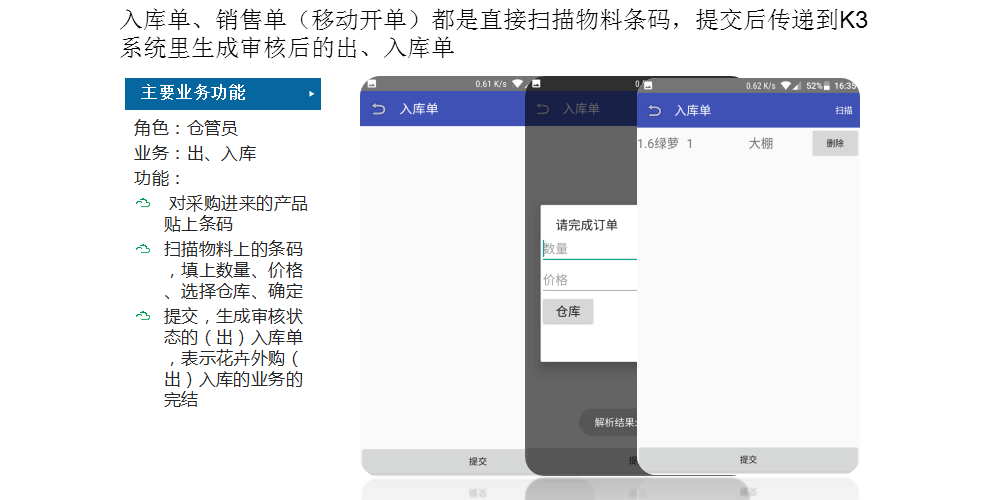 入库单、销售单（移动开单）都是直接扫描物料条码，提交后传递到K3
系统里生成审核后的出、入库单
主要业务功能
角色：仓管员
业务：出、入库
功能：
对采购进来的产品
贴上条码
扫描物料上的条码
，填上数量、价格
、选择仓库、确定
提交，生成审核状
态的（出）入库单
，表示花卉外购（
出）入库的业务的
完结
0.61 K/s
入库单
提交
入库单
请完成订单
数量
价格
仓库
解析结果:
0.62 K/s 52% 16:35
入库单 扫描
1.6绿萝 1 大棚 删除
提交